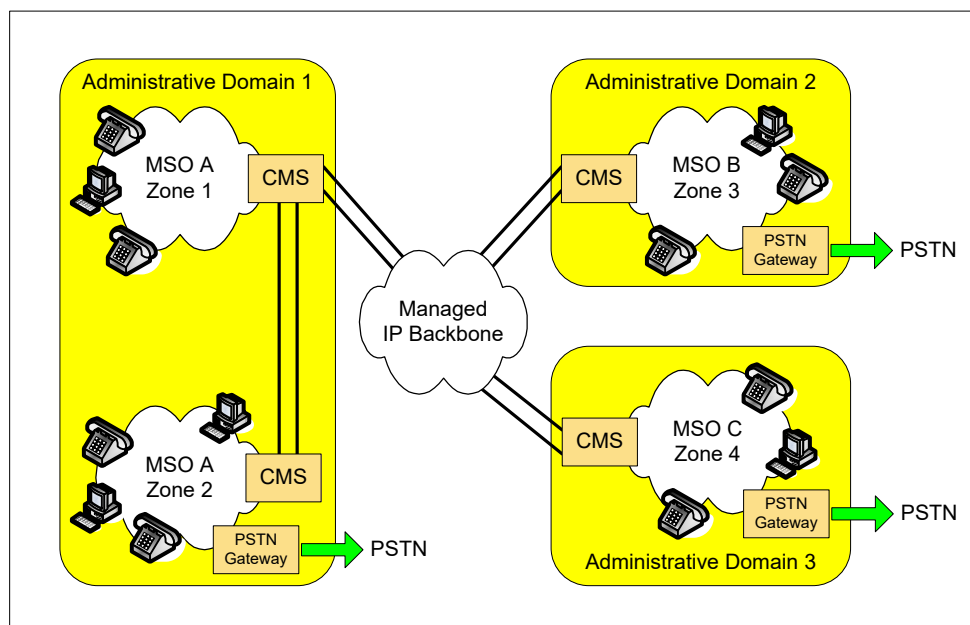 Administrative Domain 1
MSO A
Zone 1
CMS
MSO A
Zone 2
CMS
PSTN
Gateway
PSTN
Managed
IP Backbone
Administrative Domain 2
CMS
MSO B
Zone 3
PSTN
Gateway
PSTN
CMS
MSO C
Zone 4
PSTN
Gateway
PSTN
Administrative Domain 3